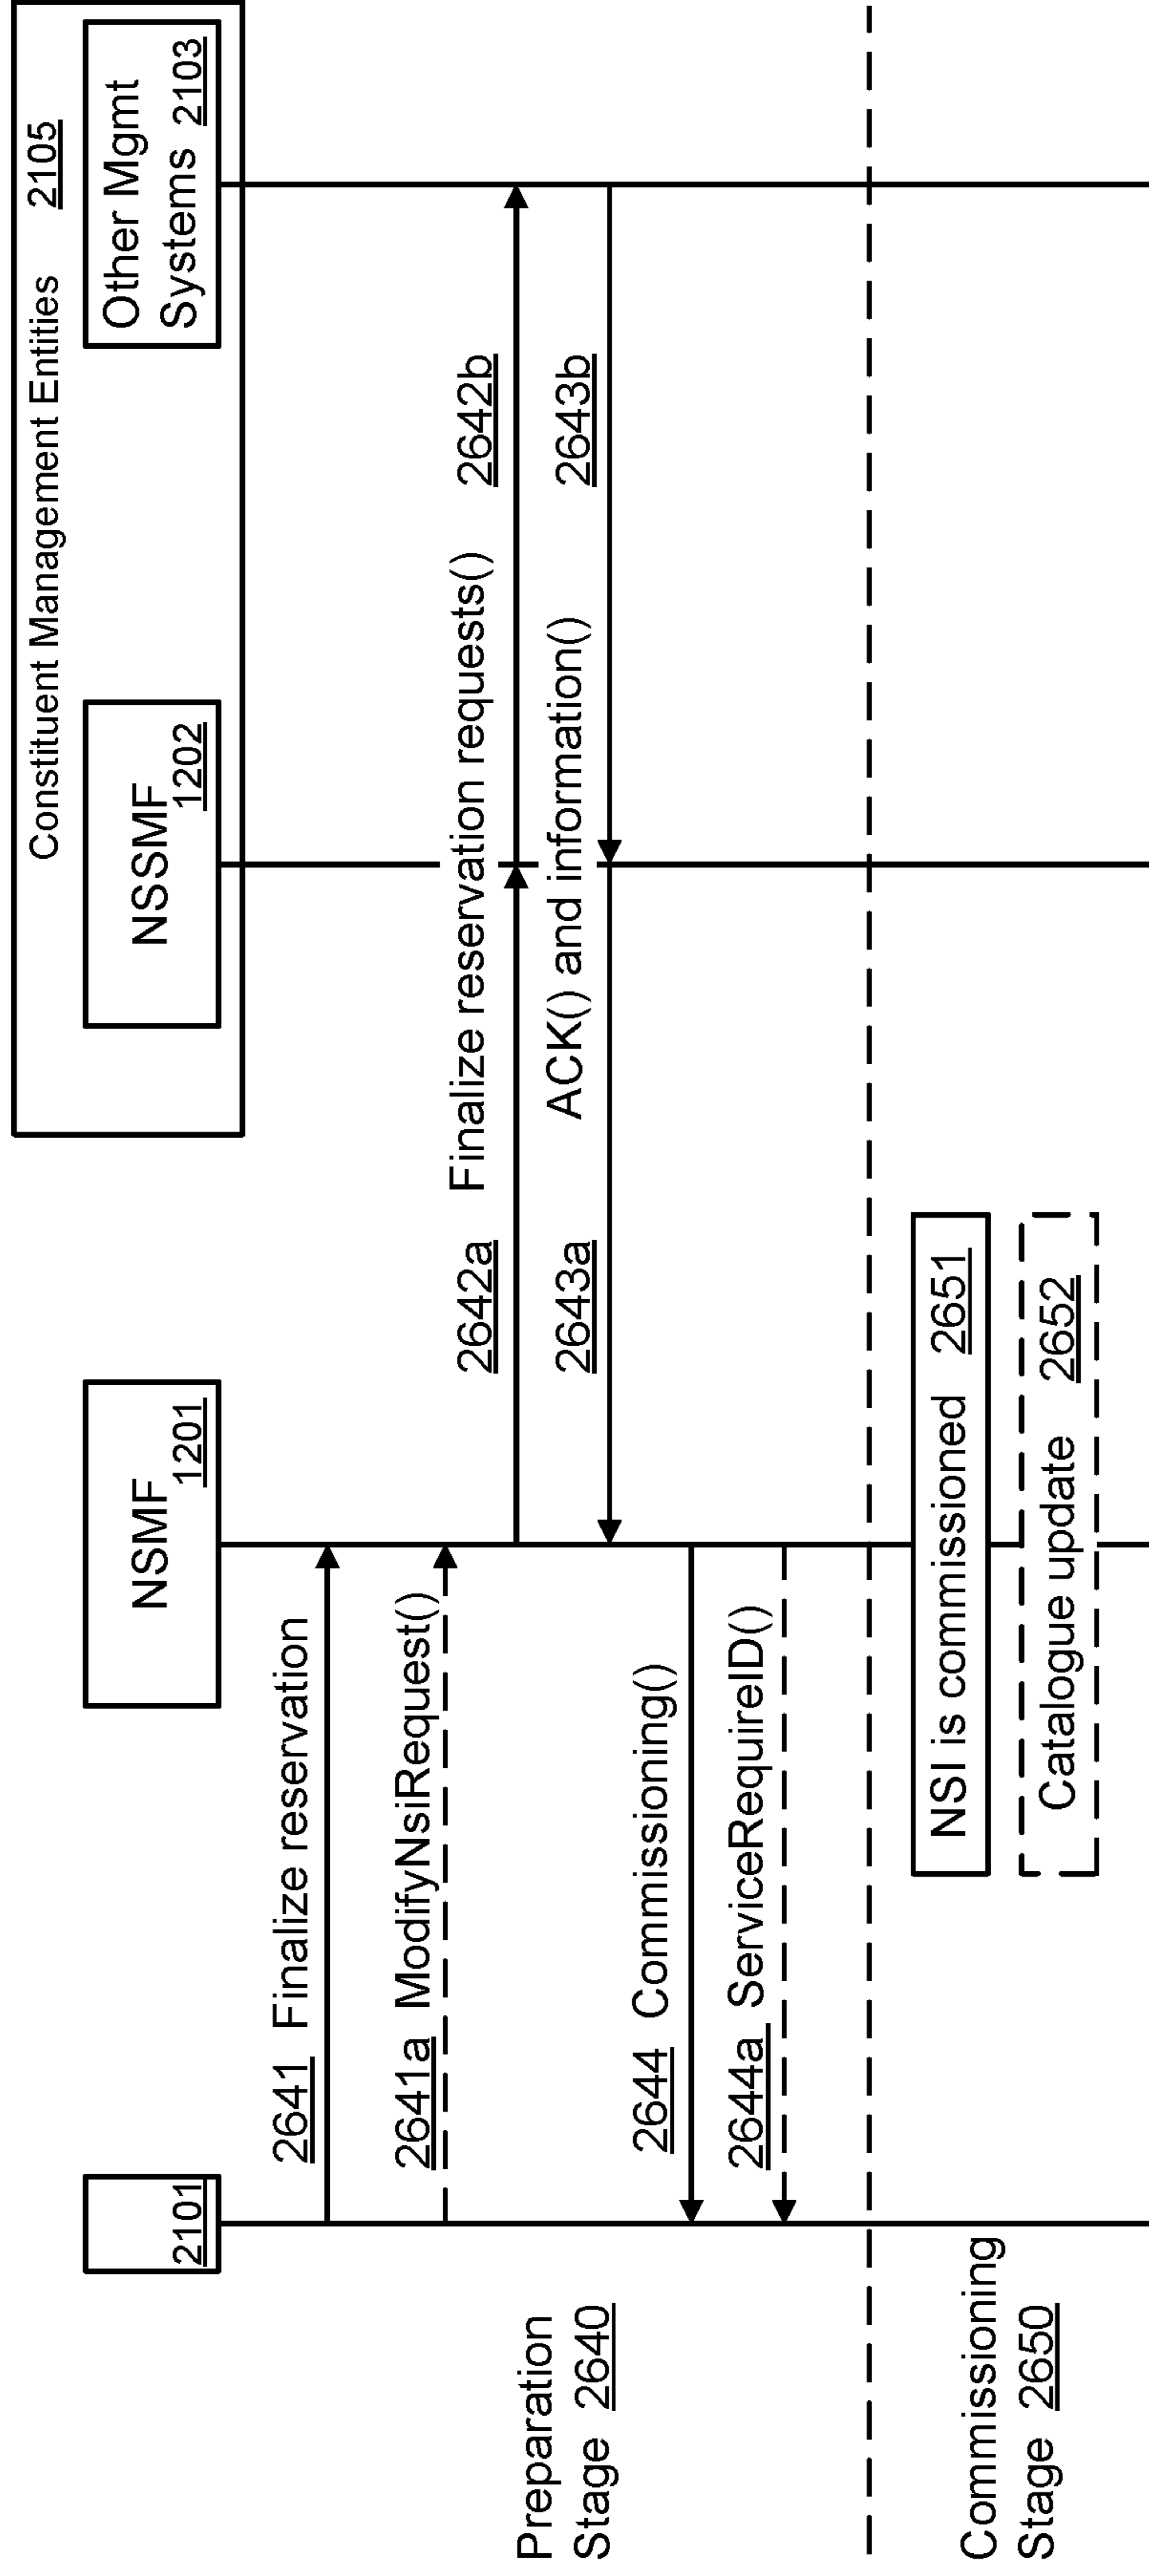 Constituent Management Entities 2105
2101
NSMF
1201
NSSMF
1202
Other Mgmt
Systems 2103
2641 Finalize reservation
2641a ModifyNsiRequest()
Finalize reservation requests()
2642a
2642b
ACK() and information()
2643a
2643b
2644 Commissioning()
2644a ServiceRequireID()
Preparation
Stage 2640
NSI is commissioned 2651
Catalogue update 2652
Commissioning
Stage 2650